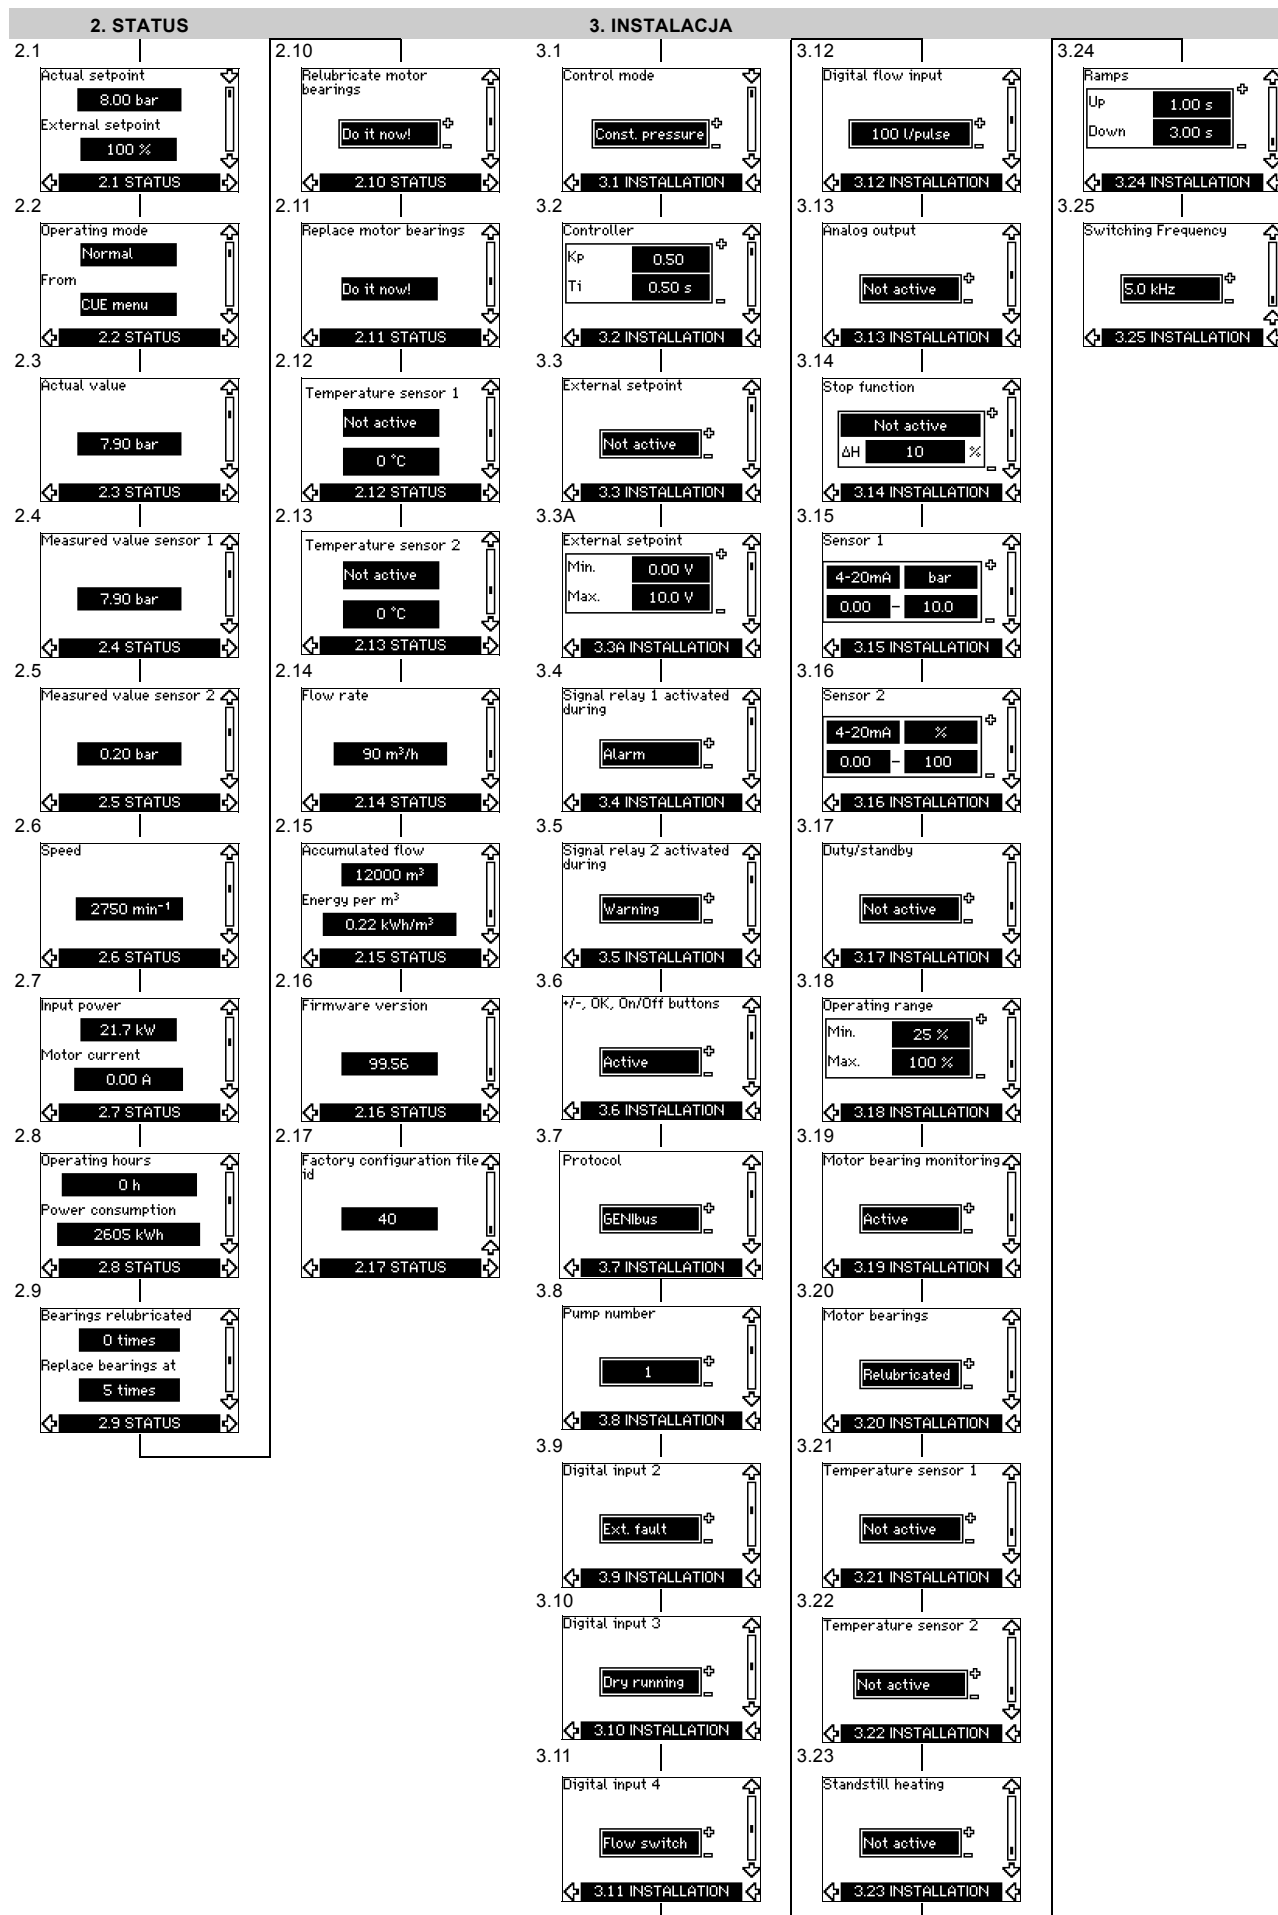 2. STATUS
3. INSTALACJA
2.1
Actual setpoint
8.00 bar
External setpoint
100 %
2.1 STATUS
2.2
Operating mode
Normal
From
CUE menu
2.2 STATUS
2.3
Actual value
7.90 bar
2.3 STATUS
2.4
Measured value sensor 1
7.90 bar
2.4 STATUS
2.5
Measured value sensor 2
0.20 bar
2.5 STATUS
2.6
Speed
2750 min⁻¹
2.6 STATUS
2.7
Input power
21.7 kW
Motor current
0.00 A
2.7 STATUS
2.8
Operating hours
0 h
Power consumption
2605 kWh
2.8 STATUS
2.9
Bearings relubricated
0 times
Replace bearings at
5 times
2.9 STATUS
2.10
Relubricate motor
bearings
Do it now!
2.10 STATUS
2.11
Replace motor bearings
Do it now!
2.11 STATUS
2.12
Temperature sensor 1
Not active
0 °C
2.12 STATUS
2.13
Temperature sensor 2
Not active
0 °C
2.13 STATUS
2.14
Flow rate
90 m³/h
2.14 STATUS
2.15
Accumulated flow
12000 m³
Energy per m³
0.22 kWh/m³
2.15 STATUS
2.16
Firmware version
99.56
2.16 STATUS
2.17
Factory configuration file
id
40
2.17 STATUS
3.1
Control mode
Const. pressure
3.1 INSTALLATION
3.2
Controller
Kp 0.50
Ti 0.50 s
3.2 INSTALLATION
3.3
External setpoint
Not active
3.3 INSTALLATION
3.3A
External setpoint
Min. 0.00 V
Max. 10.0 V
3.3A INSTALLATION
3.4
Signal relay 1 activated
during
Alarm
3.4 INSTALLATION
3.5
Signal relay 2 activated
during
Warning
3.5 INSTALLATION
3.6
+/-, OK, On/Off buttons
Active
3.6 INSTALLATION
3.7
Protocol
GENIbus
3.7 INSTALLATION
3.8
Pump number
1
3.8 INSTALLATION
3.9
Digital input 2
Ext. fault
3.9 INSTALLATION
3.10
Digital input 3
Dry running
3.10 INSTALLATION
3.11
Digital input 4
Flow switch
3.11 INSTALLATION
3.12
Digital flow input
100 l/pulse
3.12 INSTALLATION
3.13
Analog output
Not active
3.13 INSTALLATION
3.14
Stop function
Not active
ΔH 10 %
3.14 INSTALLATION
3.15
Sensor 1
4-20mA bar
0.00 – 10.0
3.15 INSTALLATION
3.16
Sensor 2
4-20mA %
0.00 – 100
3.16 INSTALLATION
3.17
Duty/standby
Not active
3.17 INSTALLATION
3.18
Operating range
Min. 25 %
Max. 100 %
3.18 INSTALLATION
3.19
Motor bearing monitoring
Active
3.19 INSTALLATION
3.20
Motor bearings
Relubricated
3.20 INSTALLATION
3.21
Temperature sensor 1
Not active
3.21 INSTALLATION
3.22
Temperature sensor 2
Not active
3.22 INSTALLATION
3.23
Standstill heating
Not active
3.23 INSTALLATION
3.24
Ramps
Up 1.00 s
Down 3.00 s
3.24 INSTALLATION
3.25
Switching Frequency
5.0 kHz
3.25 INSTALLATION